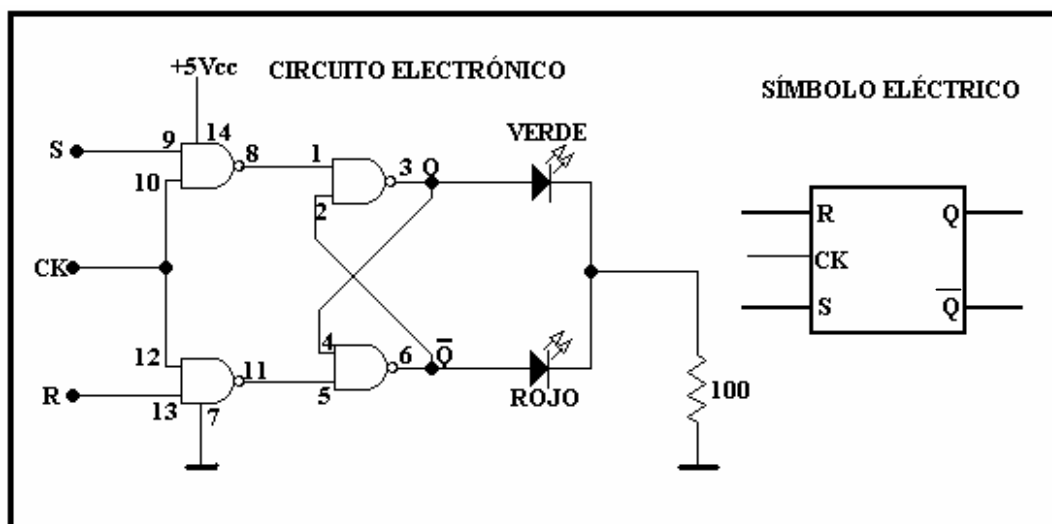 CIRCUITO ELECTRÓNICO
SÍMBOLO ELÉCTRICO
+5Vcc
VERDE
S
9
14
8
10
1
3
Q
2
CK
R
Q
CK
S
Q̅
12
11
R
13
7
4
6
Q̅
5
ROJO
100